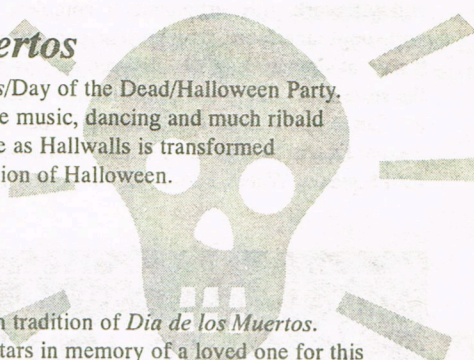 ertos
s/Day of the Dead/Halloween Party.
e music, dancing and much ribald
e as Hallwalls is transformed
ion of Halloween.
n tradition of Dia de los Muertos.
tars in memory of a loved one for this